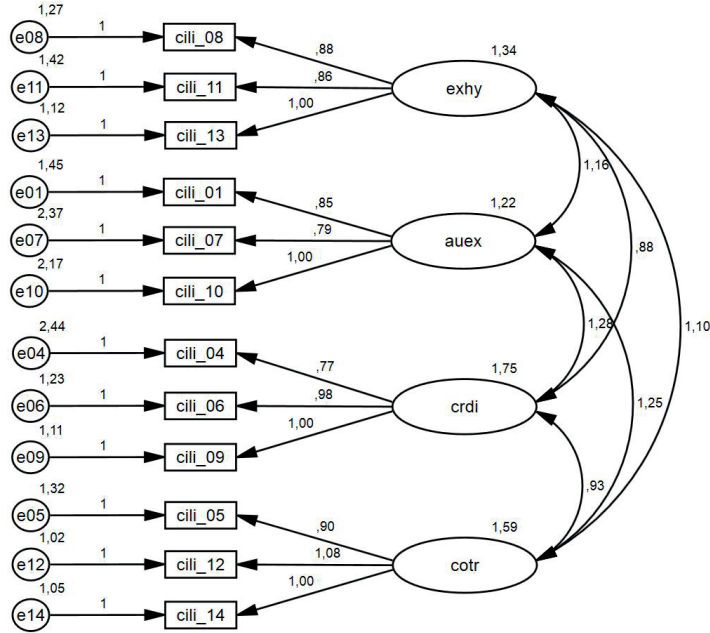 1,27
e08 1 cili_08
,88
1,42
e11 1 cili_11 ,86
1,34
exhy
1,12
e13 1 cili_13 1,00
1,45
e01 1 cili_01
,85
1,16
2,37
e07 1 cili_07 ,79
1,22
auex
2,17
e10 1 cili_10 1,00
,88
2,44
e04 1 cili_04
,77
1,28
1,10
1,23
e06 1 cili_06 ,98
1,75
crdi
1,25
1,11
e09 1 cili_09 1,00
1,32
e05 1 cili_05
,90
,93
1,02
e12 1 cili_12 1,08
1,59
cotr
1,05
e14 1 cili_14 1,00